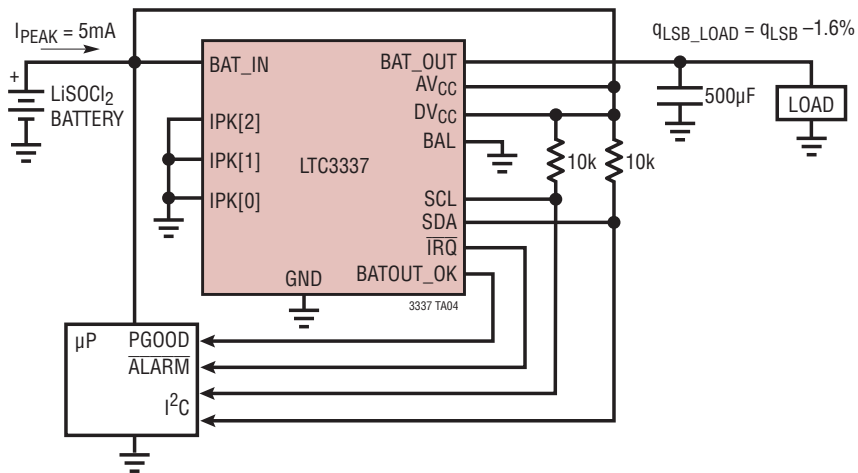 I_PEAK = 5mA
q_LSB_LOAD = q_LSB –1.6%
+
LiSOCl₂
BATTERY
BAT_IN
IPK[2]
IPK[1]
IPK[0]
LTC3337
GND
BAT_OUT
AV_CC
DV_CC
BAL
SCL
SDA
IRQ
BATOUT_OK
10k
10k
500µF
LOAD
3337 TA04
µP
PGOOD
ALARM
I²C